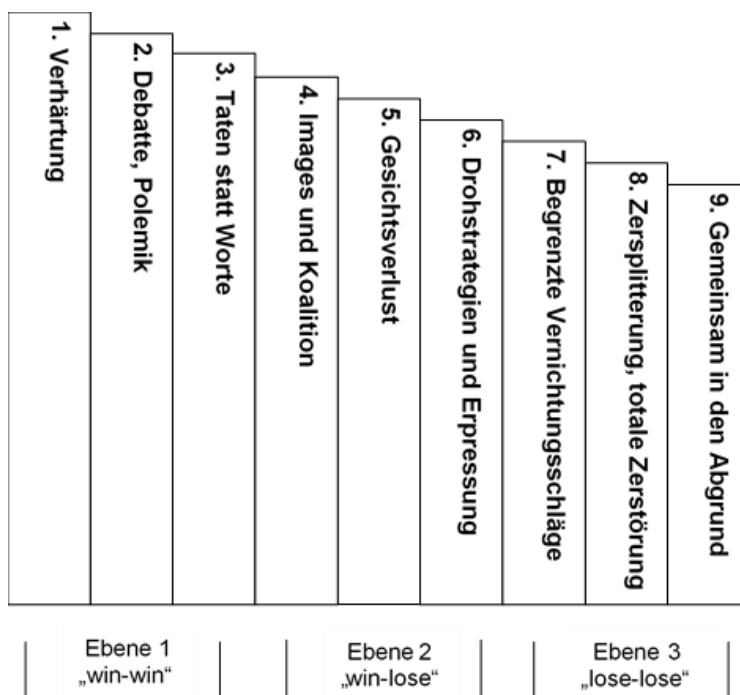 1. Verhärtung
2. Debatte, Polemik
3. Taten statt Worte
4. Images und Koalition
5. Gesichtsverlust
6. Drohstrategien und Erpressung
7. Begrenzte Vernichtungsschläge
8. Zersplitterung, totale Zerstörung
9. Gemeinsam in den Abgrund
Ebene 1
„win-win“
Ebene 2
„win-lose“
Ebene 3
„lose-lose“